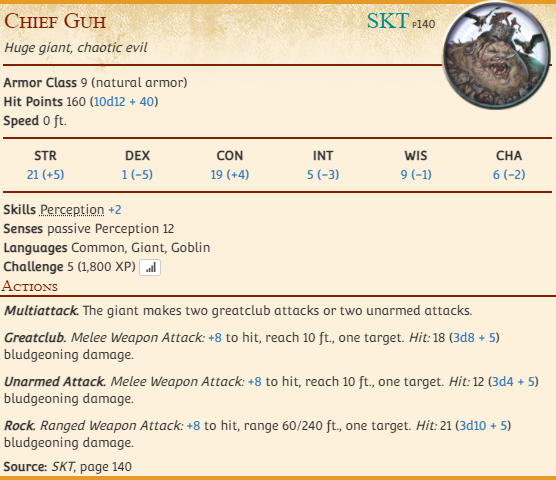 Chief Guh SKT p140
Huge giant, chaotic evil
Armor Class 9 (natural armor)
Hit Points 160 (10d12 + 40)
Speed 0 ft.
STR DEX CON INT WIS CHA
21 (+5) 1 (−5) 19 (+4) 5 (−3) 9 (−1) 6 (−2)
Skills Perception +2
Senses passive Perception 12
Languages Common, Giant, Goblin
Challenge 5 (1,800 XP)
Actions
Multiattack. The giant makes two greatclub attacks or two unarmed attacks.
Greatclub. Melee Weapon Attack: +8 to hit, reach 10 ft., one target. Hit: 18 (3d8 + 5)
bludgeoning damage.
Unarmed Attack. Melee Weapon Attack: +8 to hit, reach 10 ft., one target. Hit: 12 (3d4 + 5)
bludgeoning damage.
Rock. Ranged Weapon Attack: +8 to hit, range 60/240 ft., one target. Hit: 21 (3d10 + 5)
bludgeoning damage.
Source: SKT, page 140